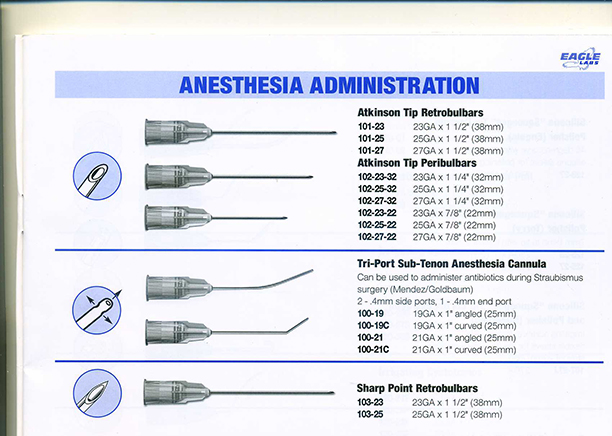 EAGLE
LABS
ANESTHESIA ADMINISTRATION
Atkinson Tip Retrobulbars
101-23 23GA x 1 1/2" (38mm)
101-25 25GA x 1 1/2" (38mm)
101-27 27GA x 1 1/2" (38mm)
Atkinson Tip Peribulbars
102-23-32 23GA x 1 1/4" (32mm)
102-25-32 25GA x 1 1/4" (32mm)
102-27-32 27GA x 1 1/4" (32mm)
102-23-22 23GA x 7/8" (22mm)
102-25-22 25GA x 7/8" (22mm)
102-27-22 27GA x 7/8" (22mm)
Tri-Port Sub-Tenon Anesthesia Cannula
Can be used to administer antibiotics during Straubismus
surgery (Mendez/Goldbaum)
2 - .4mm side ports, 1 - .4mm end port
100-19 19GA x 1" angled (25mm)
100-19C 19GA x 1" curved (25mm)
100-21 21GA x 1" angled (25mm)
100-21C 21GA x 1" curved (25mm)
Sharp Point Retrobulbars
103-23 23GA x 1 1/2" (38mm)
103-25 25GA x 1 1/2" (38mm)